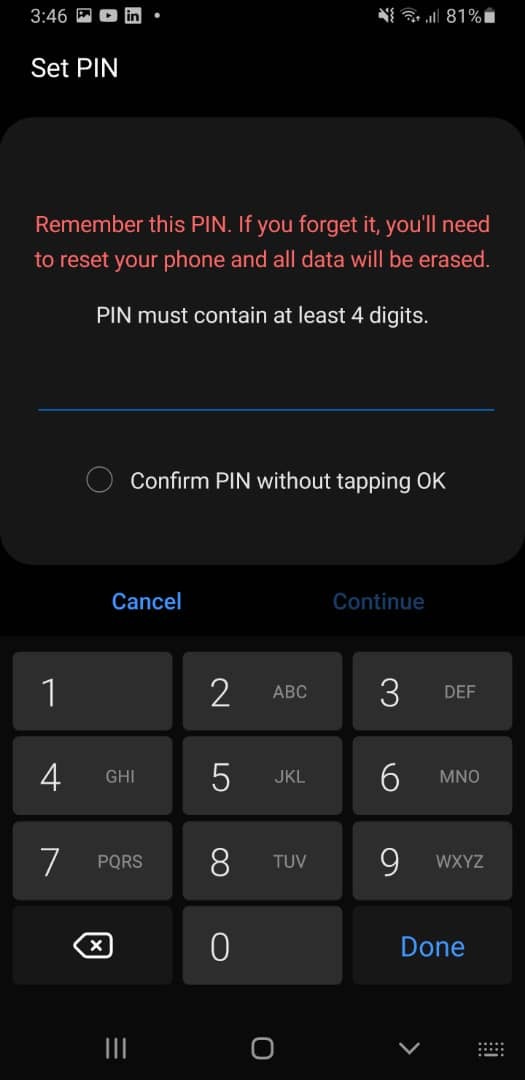 3:46 81%
Set PIN
Remember this PIN. If you forget it, you'll need
to reset your phone and all data will be erased.
PIN must contain at least 4 digits.
Confirm PIN without tapping OK
Cancel Continue
1 2 ABC 3 DEF
4 GHI 5 JKL 6 MNO
7 PQRS 8 TUV 9 WXYZ
0 Done